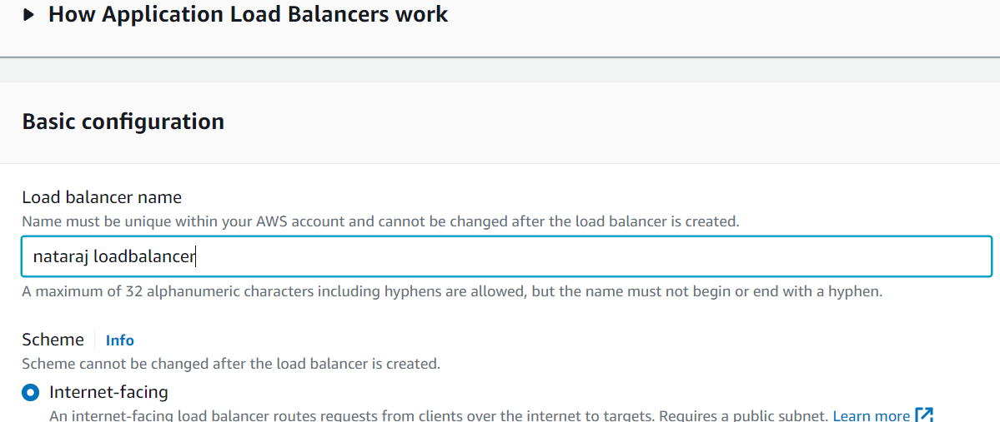 How Application Load Balancers work
Basic configuration
Load balancer name
Name must be unique within your AWS account and cannot be changed after the load balancer is created.
nataraj loadbalancer
A maximum of 32 alphanumeric characters including hyphens are allowed, but the name must not begin or end with a hyphen.
Scheme Info
Scheme cannot be changed after the load balancer is created.
Internet-facing
An internet-facing load balancer routes requests from clients over the internet to targets. Requires a public subnet. Learn more